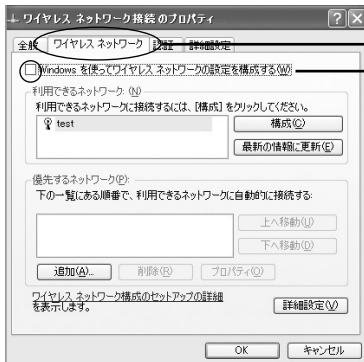 ワイヤレス ネットワーク接続のプロパティ
全般 ワイヤレス ネットワーク 認証 詳細設定
Windows を使ってワイヤレス ネットワークの設定を構成する(W)
利用できるネットワーク: (N)
利用できるネットワークに接続するには、[構成] をクリックしてください。
test
構成(C)
最新の情報に更新(E)
優先するネットワーク(P):
下の一覧にある順番で、利用できるネットワークに自動的に接続する:
上へ移動(U)
下へ移動(D)
追加(A)... 削除(R) プロパティ(O)
ワイヤレス ネットワーク構成のセットアップの詳細
を表示します。
詳細設定(V)
OK キャンセル